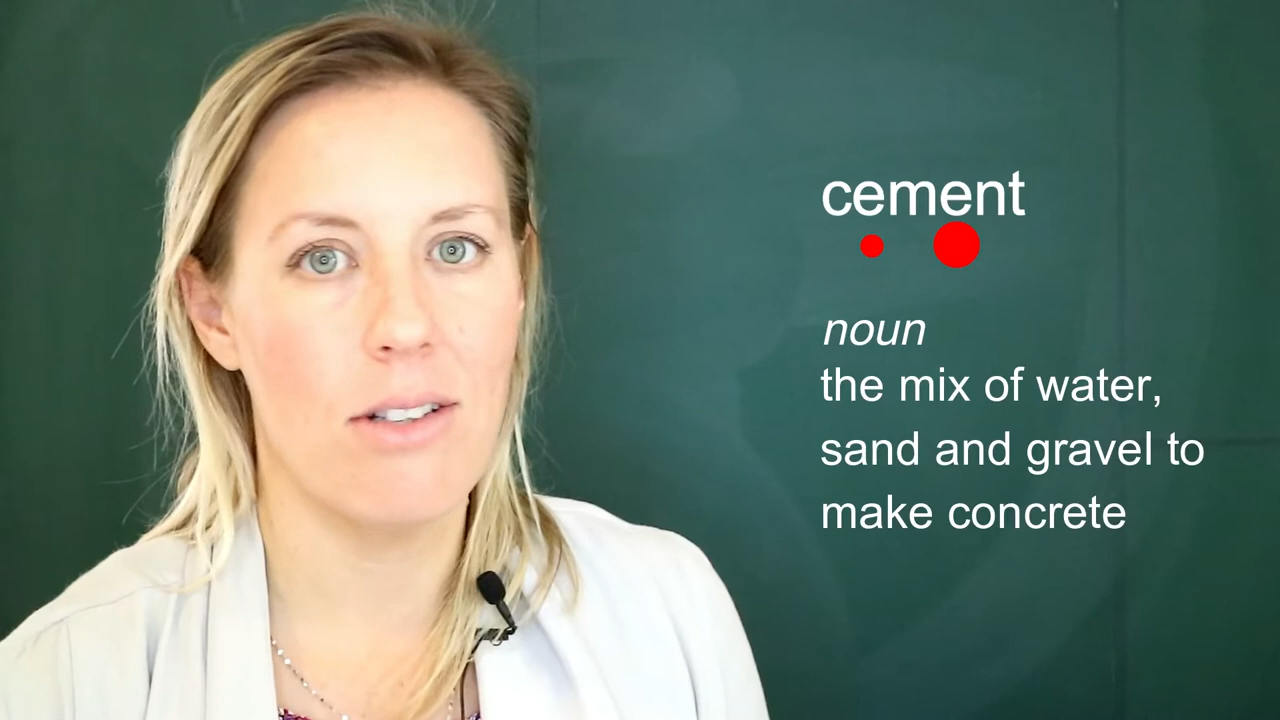 cement
noun
the mix of water,
sand and gravel to
make concrete